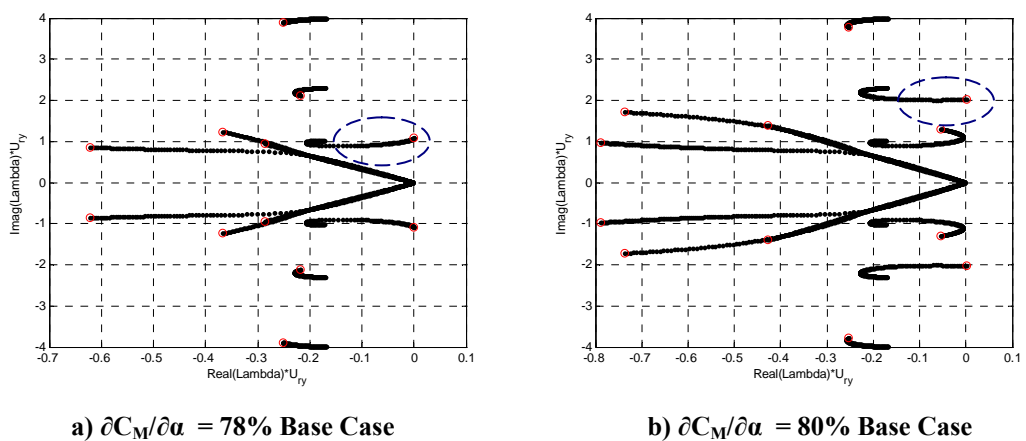 4
3
2
1
0
-1
-2
-3
-4
Imag(Lambda)*U_ry
-0.7 -0.6 -0.5 -0.4 -0.3 -0.2 -0.1 0 0.1
Real(Lambda)*U_ry
a) ∂C_M/∂α = 78% Base Case
4
3
2
1
0
-1
-2
-3
-4
Imag(Lambda)*U_ry
-0.8 -0.7 -0.6 -0.5 -0.4 -0.3 -0.2 -0.1 0 0.1
Real(Lambda)*U_ry
b) ∂C_M/∂α = 80% Base Case